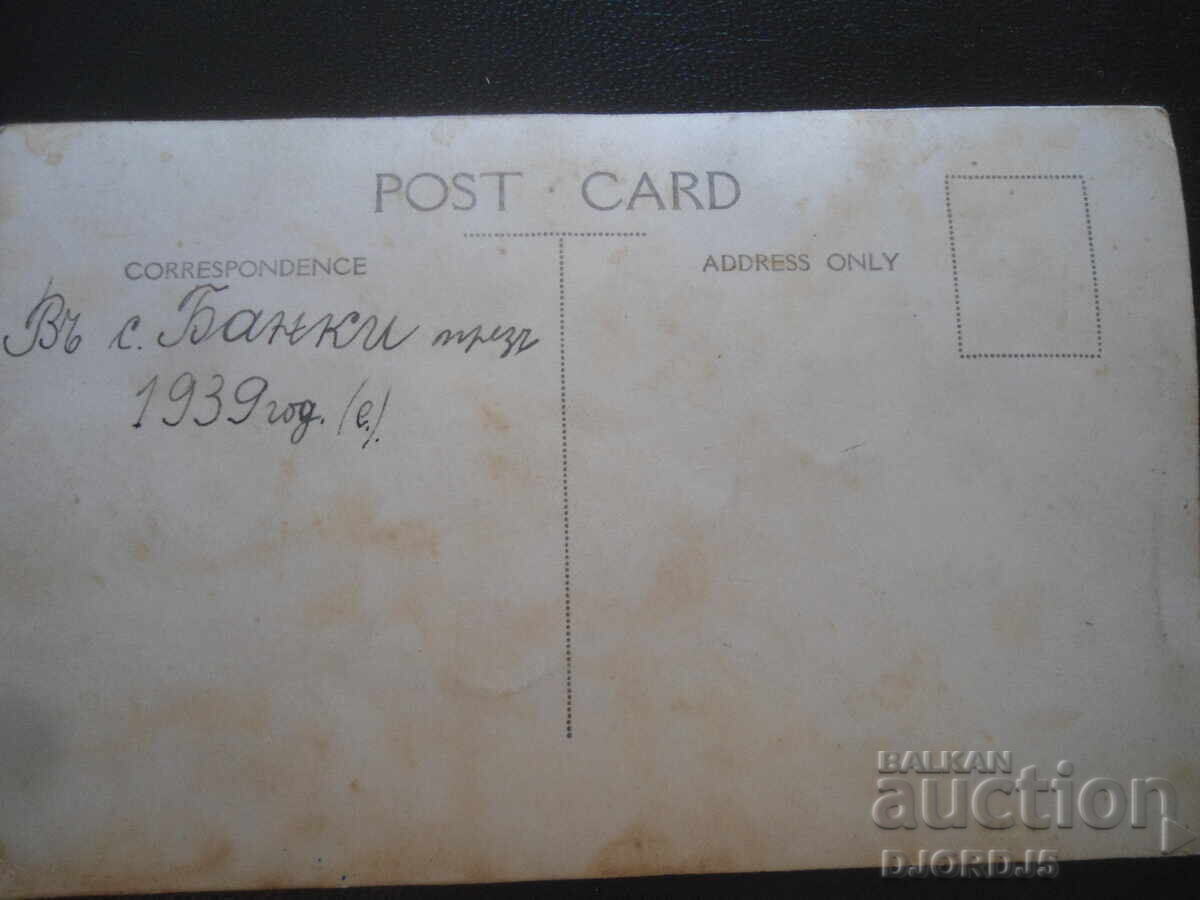 POST CARD
CORRESPONDENCE
ADDRESS ONLY
Въ с. Банки презъ
1939 год. (е).
BALKAN
auction
DJORDJ5